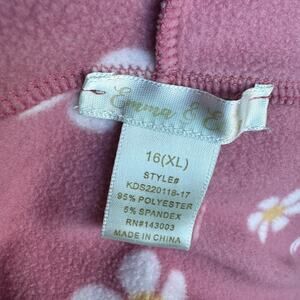 Emma & E
16(XL)
STYLE#
KDS220118-17
95% POLYESTER
5% SPANDEX
RN#143003
MADE IN CHINA